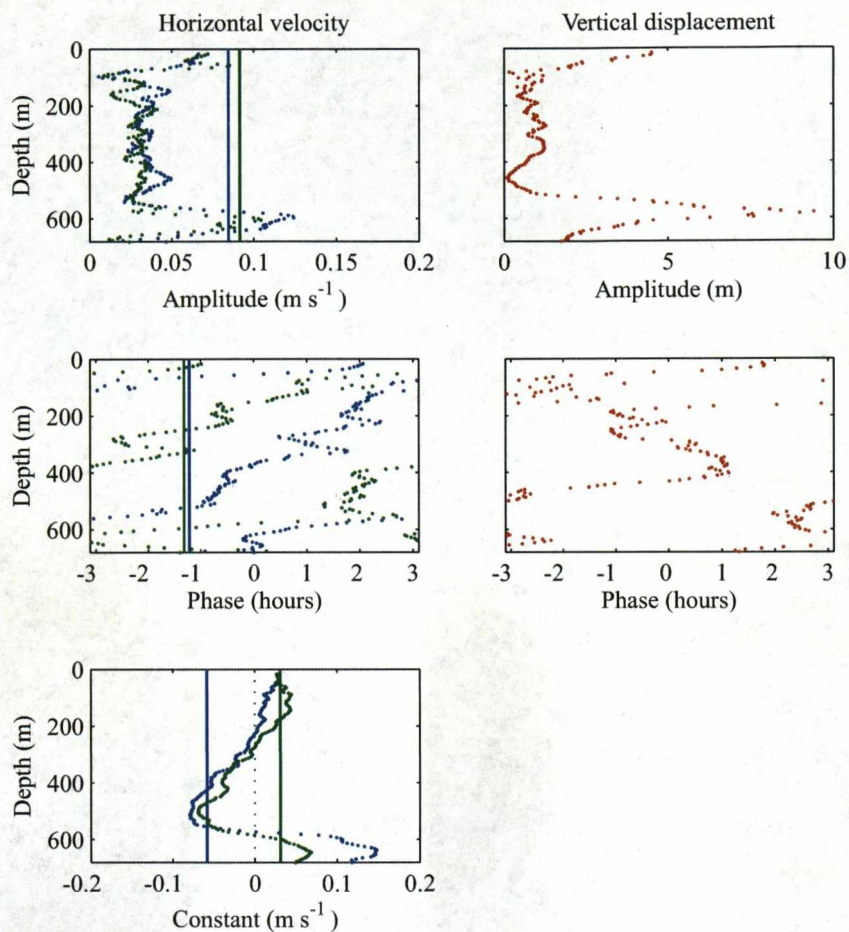 Horizontal velocity
Vertical displacement
0
200
400
600
Depth (m)
0 0.05 0.1 0.15 0.2
Amplitude (m s-1)
0 5 10
Amplitude (m)
0
200
400
600
Depth (m)
-3 -2 -1 0 1 2 3
Phase (hours)
-3 -2 -1 0 1 2 3
Phase (hours)
0
200
400
600
Depth (m)
-0.2 -0.1 0 0.1 0.2
Constant (m s-1)